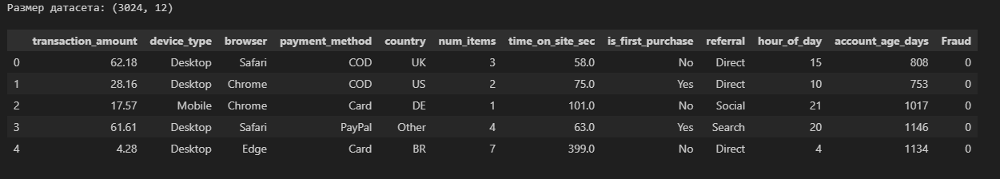 Размер датасета: (3024, 12)
transaction_amount device_type browser payment_method country num_items time_on_site_sec is_first_purchase referral hour_of_day account_age_days Fraud
0 62.18 Desktop Safari COD UK 3 58.0 No Direct 15 808 0
1 28.16 Desktop Chrome COD US 2 75.0 Yes Direct 10 753 0
2 17.57 Mobile Chrome Card DE 1 101.0 No Social 21 1017 0
3 61.61 Desktop Safari PayPal Other 4 63.0 Yes Search 20 1146 0
4 4.28 Desktop Edge Card BR 7 399.0 No Direct 4 1134 0